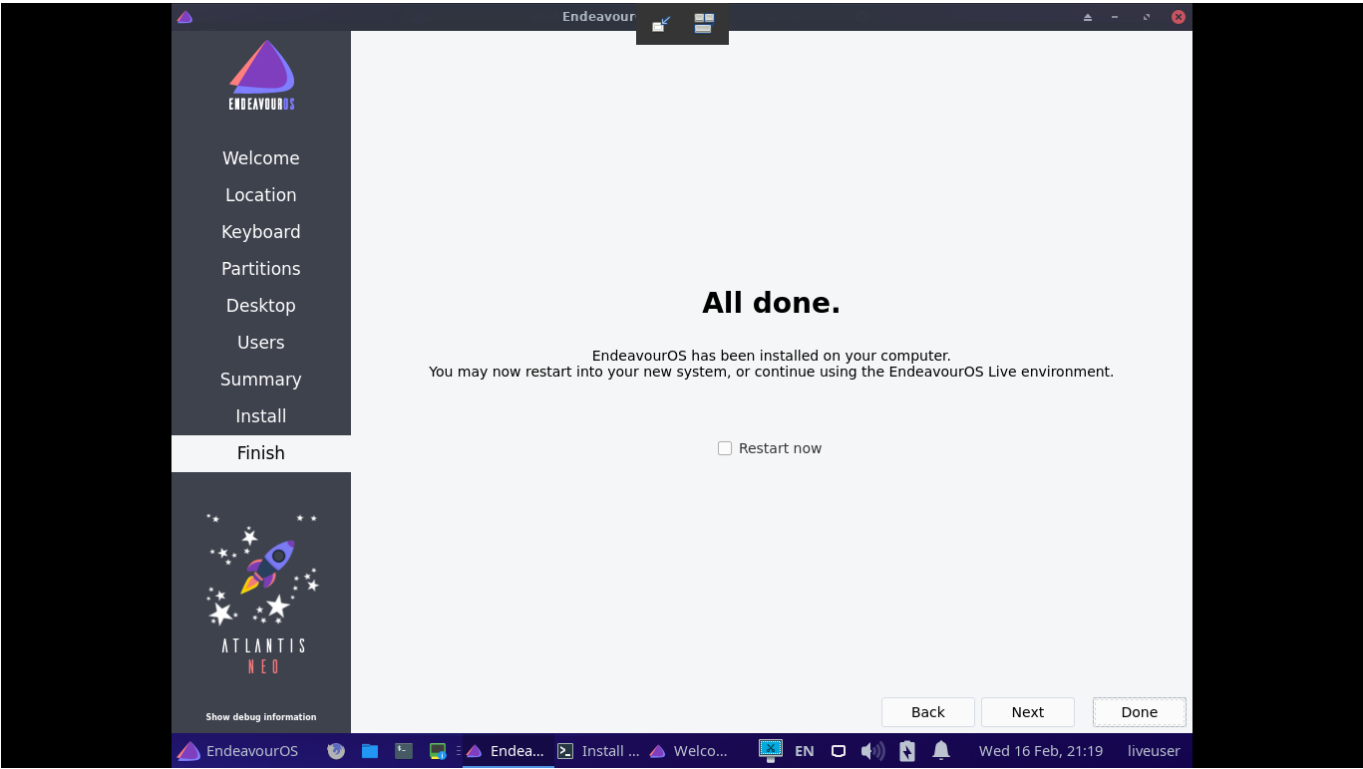 Endeavour
ENDEAVOUROS
Welcome
Location
Keyboard
Partitions
Desktop
Users
Summary
Install
Finish
ATLANTIS
NEO
Show debug information
All done.
EndeavourOS has been installed on your computer.
You may now restart into your new system, or continue using the EndeavourOS Live environment.
Restart now
Back Next Done
EndeavourOS Endea... Install ... Welco... EN Wed 16 Feb, 21:19 liveuser